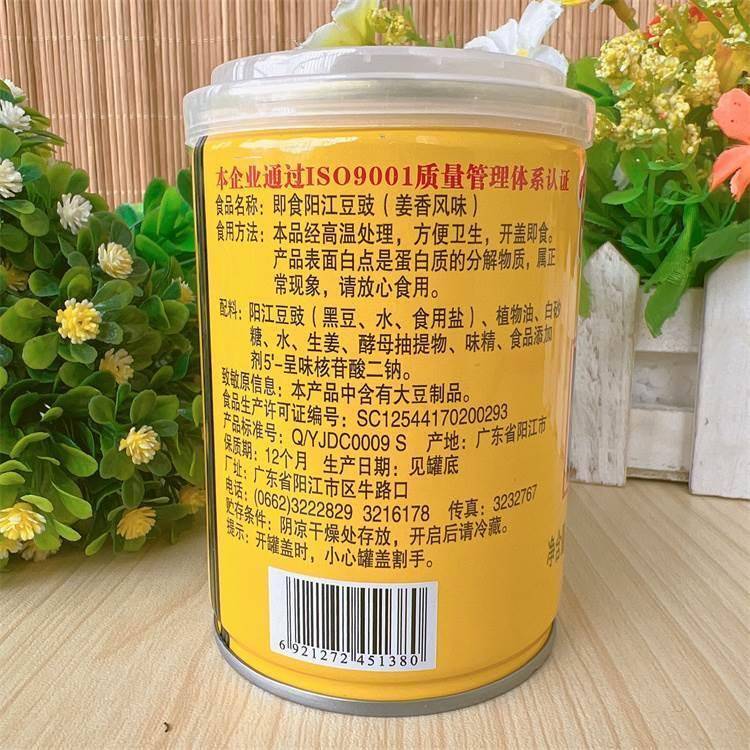 本企业通过ISO9001质量管理体系认证
食品名称：即食阳江豆豉（姜香风味）
食用方法：本品经高温处理，方便卫生，开盖即食。
产品表面白点是蛋白质的分解物质，属正
常现象，请放心食用。
配料：阳江豆豉（黑豆、水、食用盐）、植物油、白砂
糖、水、生姜、酵母抽提物、味精、食品添加
剂5'-呈味核苷酸二钠。
致敏原信息：本产品中含有大豆制品。
食品生产许可证编号：SC12544170200293
产品标准号：Q/YJDC0009 S 产地：广东省阳江市
保质期：12个月 生产日期：见罐底
厂址：广东省阳江市区牛路口
电话：(0662)3222829 3216178 传真：3232767
贮存条件：阴凉干燥处存放，开启后请冷藏。
提示：开罐盖时，小心罐盖割手。
净含
6 921272 451380